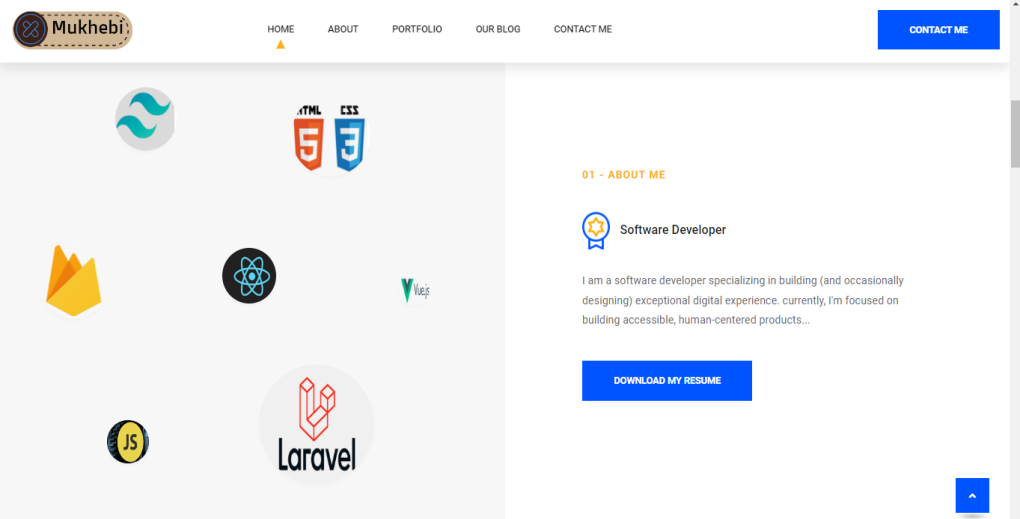 Mukhebi
HOME ABOUT PORTFOLIO OUR BLOG CONTACT ME
CONTACT ME
HTML CSS
5 3
Vue.js
JS
Laravel
01 - ABOUT ME
Software Developer
I am a software developer specializing in building (and occasionally
designing) exceptional digital experience. currently, I'm focused on
building accessible, human-centered products...
DOWNLOAD MY RESUME